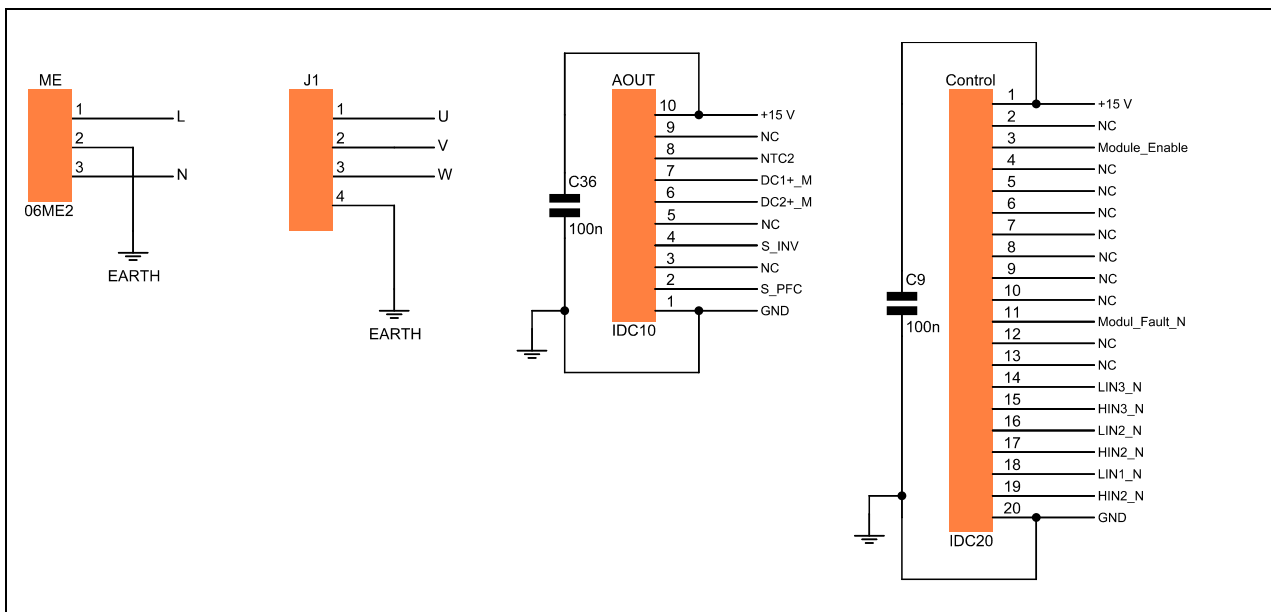 ME
1 L
2
3 N
06ME2
EARTH
J1
1 U
2 V
3 W
4
EARTH
AOUT
10 +15 V
9 NC
8 NTC2
7 DC1+_M
6 DC2+_M
5 NC
4 S_INV
3 NC
2 S_PFC
1 GND
IDC10
C36
100n
Control
1 +15 V
2 NC
3 Module_Enable
4 NC
5 NC
6 NC
7 NC
8 NC
9 NC
10 NC
11 Modul_Fault_N
12 NC
13 NC
14 LIN3_N
15 HIN3_N
16 LIN2_N
17 HIN2_N
18 LIN1_N
19 HIN2_N
20 GND
IDC20
C9
100n